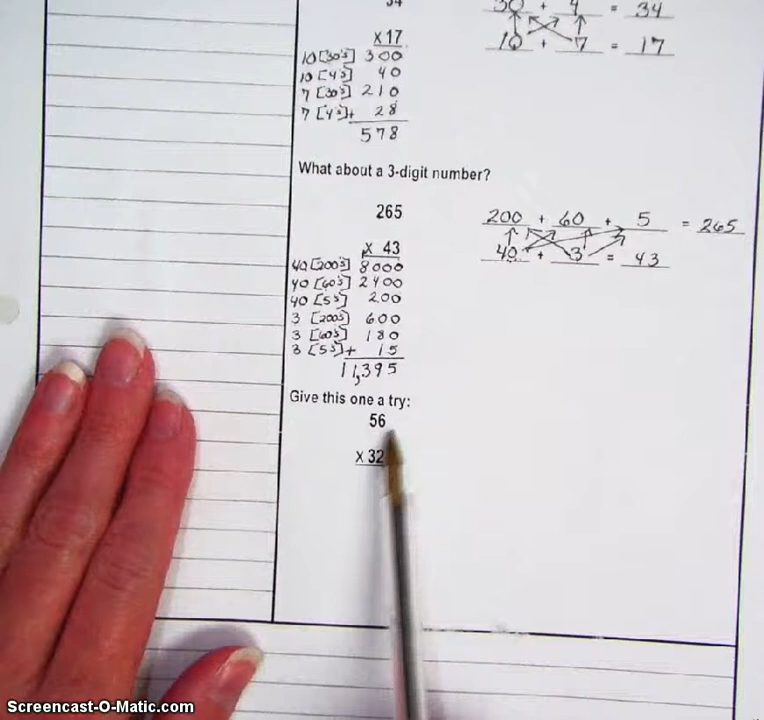 34
30 + 4 = 34
x 17
10 + 7 = 17
10 [30's] 300
10 [4's] 40
7 [30's] 210
7 [4's] + 28
578
What about a 3-digit number?
265
200 + 60 + 5 = 265
x 43
40 + 3 = 43
40 [200's] 8000
40 [60's] 2400
40 [5's] 200
3 [200's] 600
3 [60's] 180
3 [5's] + 15
11,395
Give this one a try:
56
x 32
Screencast-O-Matic.com